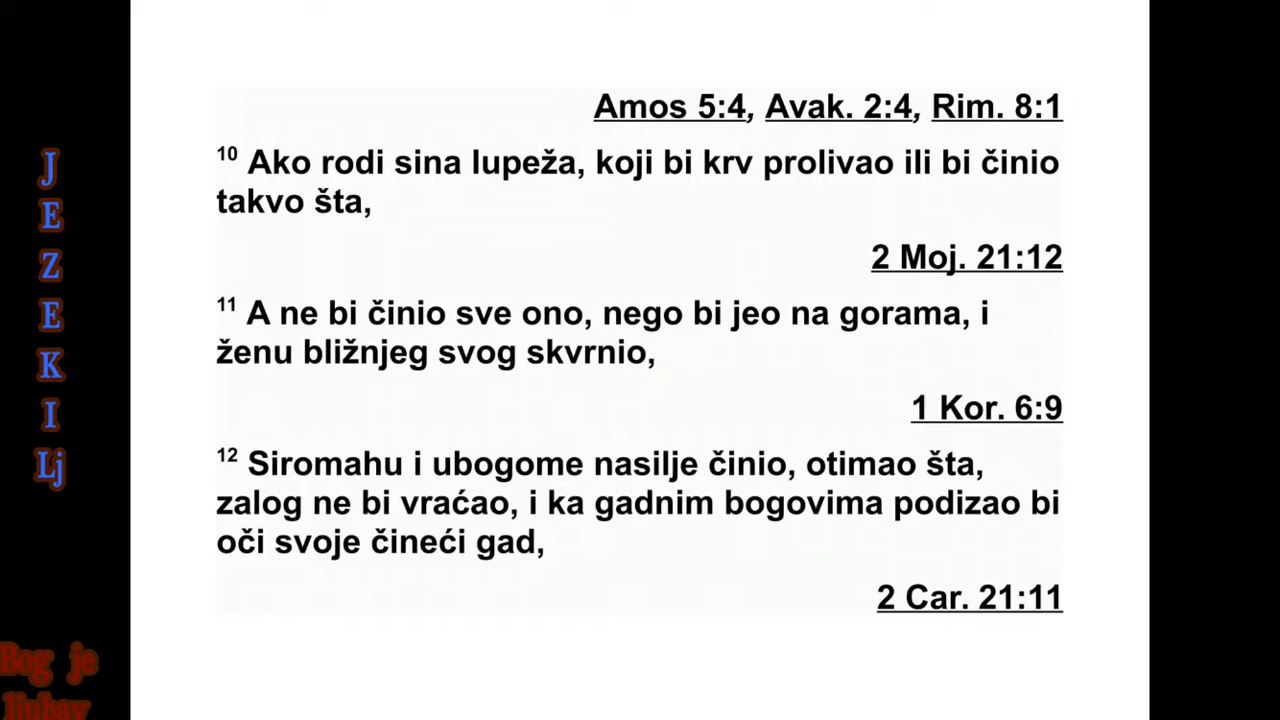 J
E
Z
E
K
I
Lj
Bog je
ljubav
Amos 5:4, Avak. 2:4, Rim. 8:1
10 Ako rodi sina lupeža, koji bi krv prolivao ili bi činio
takvo šta,
2 Moj. 21:12
11 A ne bi činio sve ono, nego bi jeo na gorama, i
ženu bližnjeg svog skvrnio,
1 Kor. 6:9
12 Siromahu i ubogome nasilje činio, otimao šta,
zalog ne bi vraćao, i ka gadnim bogovima podizao bi
oči svoje čineći gad,
2 Car. 21:11